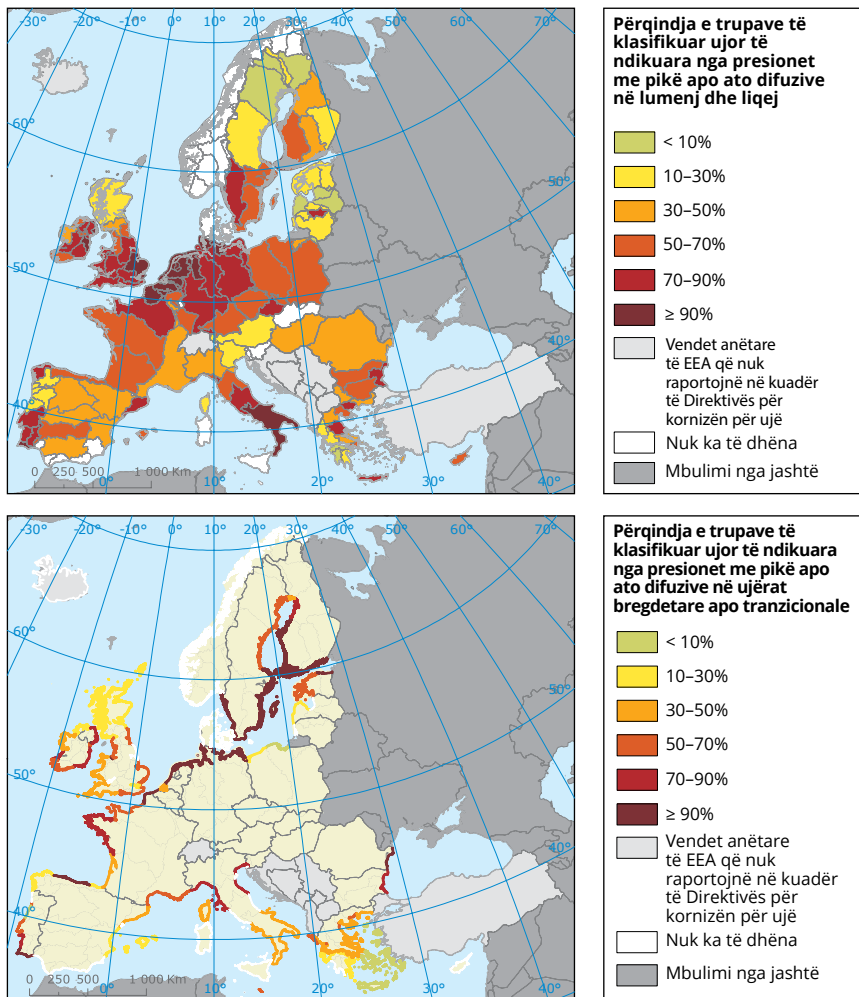 -30° -20° -10° 0° 10° 20° 30° 40° 50° 60° 70°
60°
50°
50°
60°
40°
50°
40°
0 250 500 1 000 Km
0° 10° 20° 30° 40°
Përqindja e trupave të
klasifikuar ujor të
ndikuara nga presionet
me pikë apo ato difuzive
në lumenj dhe liqej
< 10%
10–30%
30–50%
50–70%
70–90%
≥ 90%
Vendet anëtare
të EEA që nuk
raportojnë në kuadër
të Direktivës për
kornizën për ujë
Nuk ka të dhëna
Mbulimi nga jashtë
-30° -20° -10° 0° 10° 20° 30° 40° 50° 60° 70°
60°
50°
50°
40°
40°
0 250 500 1 000 Km
0° 10° 20° 30° 40°
Përqindja e trupave të
klasifikuar ujor të ndikuara
nga presionet me pikë apo
ato difuzive në ujërat
bregdetare apo tranzicionale
< 10%
10–30%
30–50%
50–70%
70–90%
≥ 90%
Vendet anëtare
të EEA që nuk
raportojnë në kuadër
të Direktivës për
kornizën për ujë
Nuk ka të dhëna
Mbulimi nga jashtë